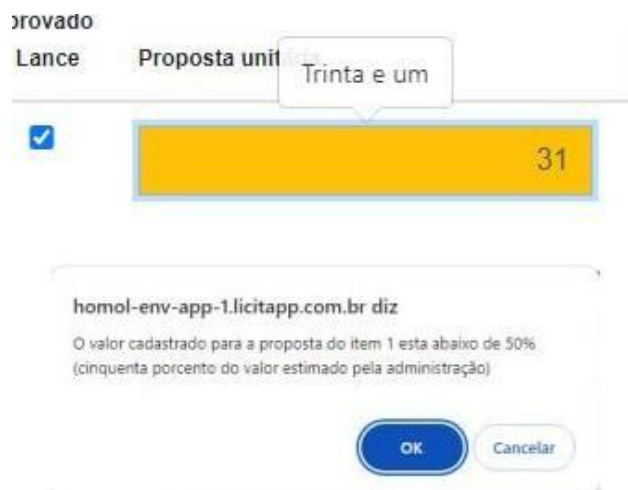 provado
Lance Proposta unit
Trinta e um
31
homol-env-app-1.licitapp.com.br diz
O valor cadastrado para a proposta do item 1 esta abaixo de 50%
(cinquenta porcento do valor estimado pela administração)
OK Cancelar